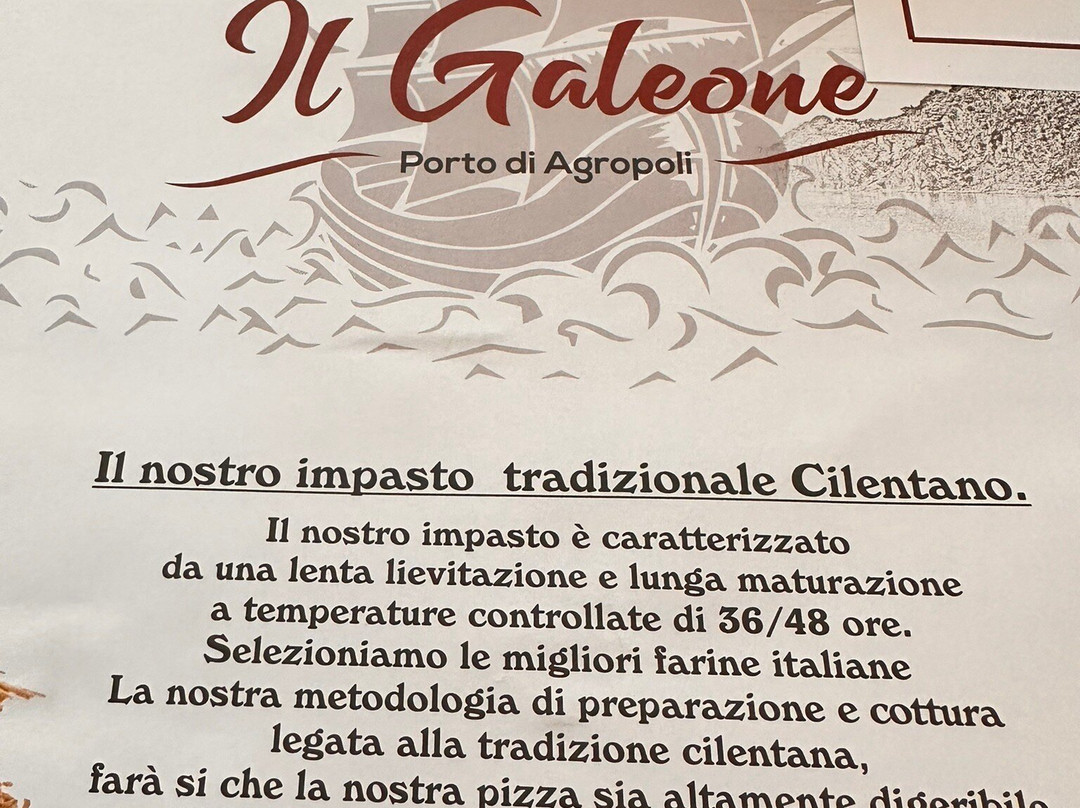 Il Galeone
Porto di Agropoli
Il nostro impasto tradizionale Cilentano.
Il nostro impasto è caratterizzato
da una lenta lievitazione e lunga maturazione
a temperature controllate di 36/48 ore.
Selezioniamo le migliori farine italiane
La nostra metodologia di preparazione e cottura
legata alla tradizione cilentana,
farà si che la nostra pizza sia altamente digeribile